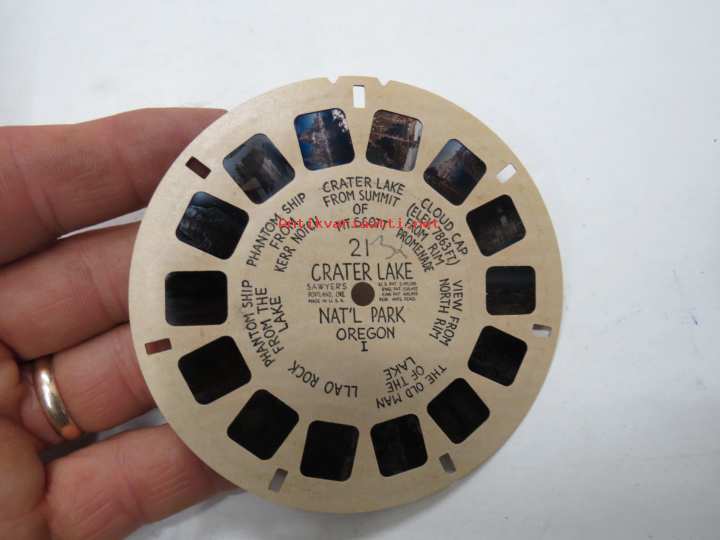 CRATER LAKE
FROM SUMMIT
OF
CLOUD CAP
(ELEV. 7863 FT.)
FROM RIM
PROMENADE
VIEW FROM
NORTH RIM
THE OLD MAN
OF THE
LAKE
LLAO ROCK
PHANTOM SHIP
FROM THE
LAKE
PHANTOM SHIP
FROM
KERR NOTCH
21
CRATER LAKE
SAWYER'S
PORTLAND, ORE.
MADE IN U.S.A.
NAT'L PARK
OREGON
I